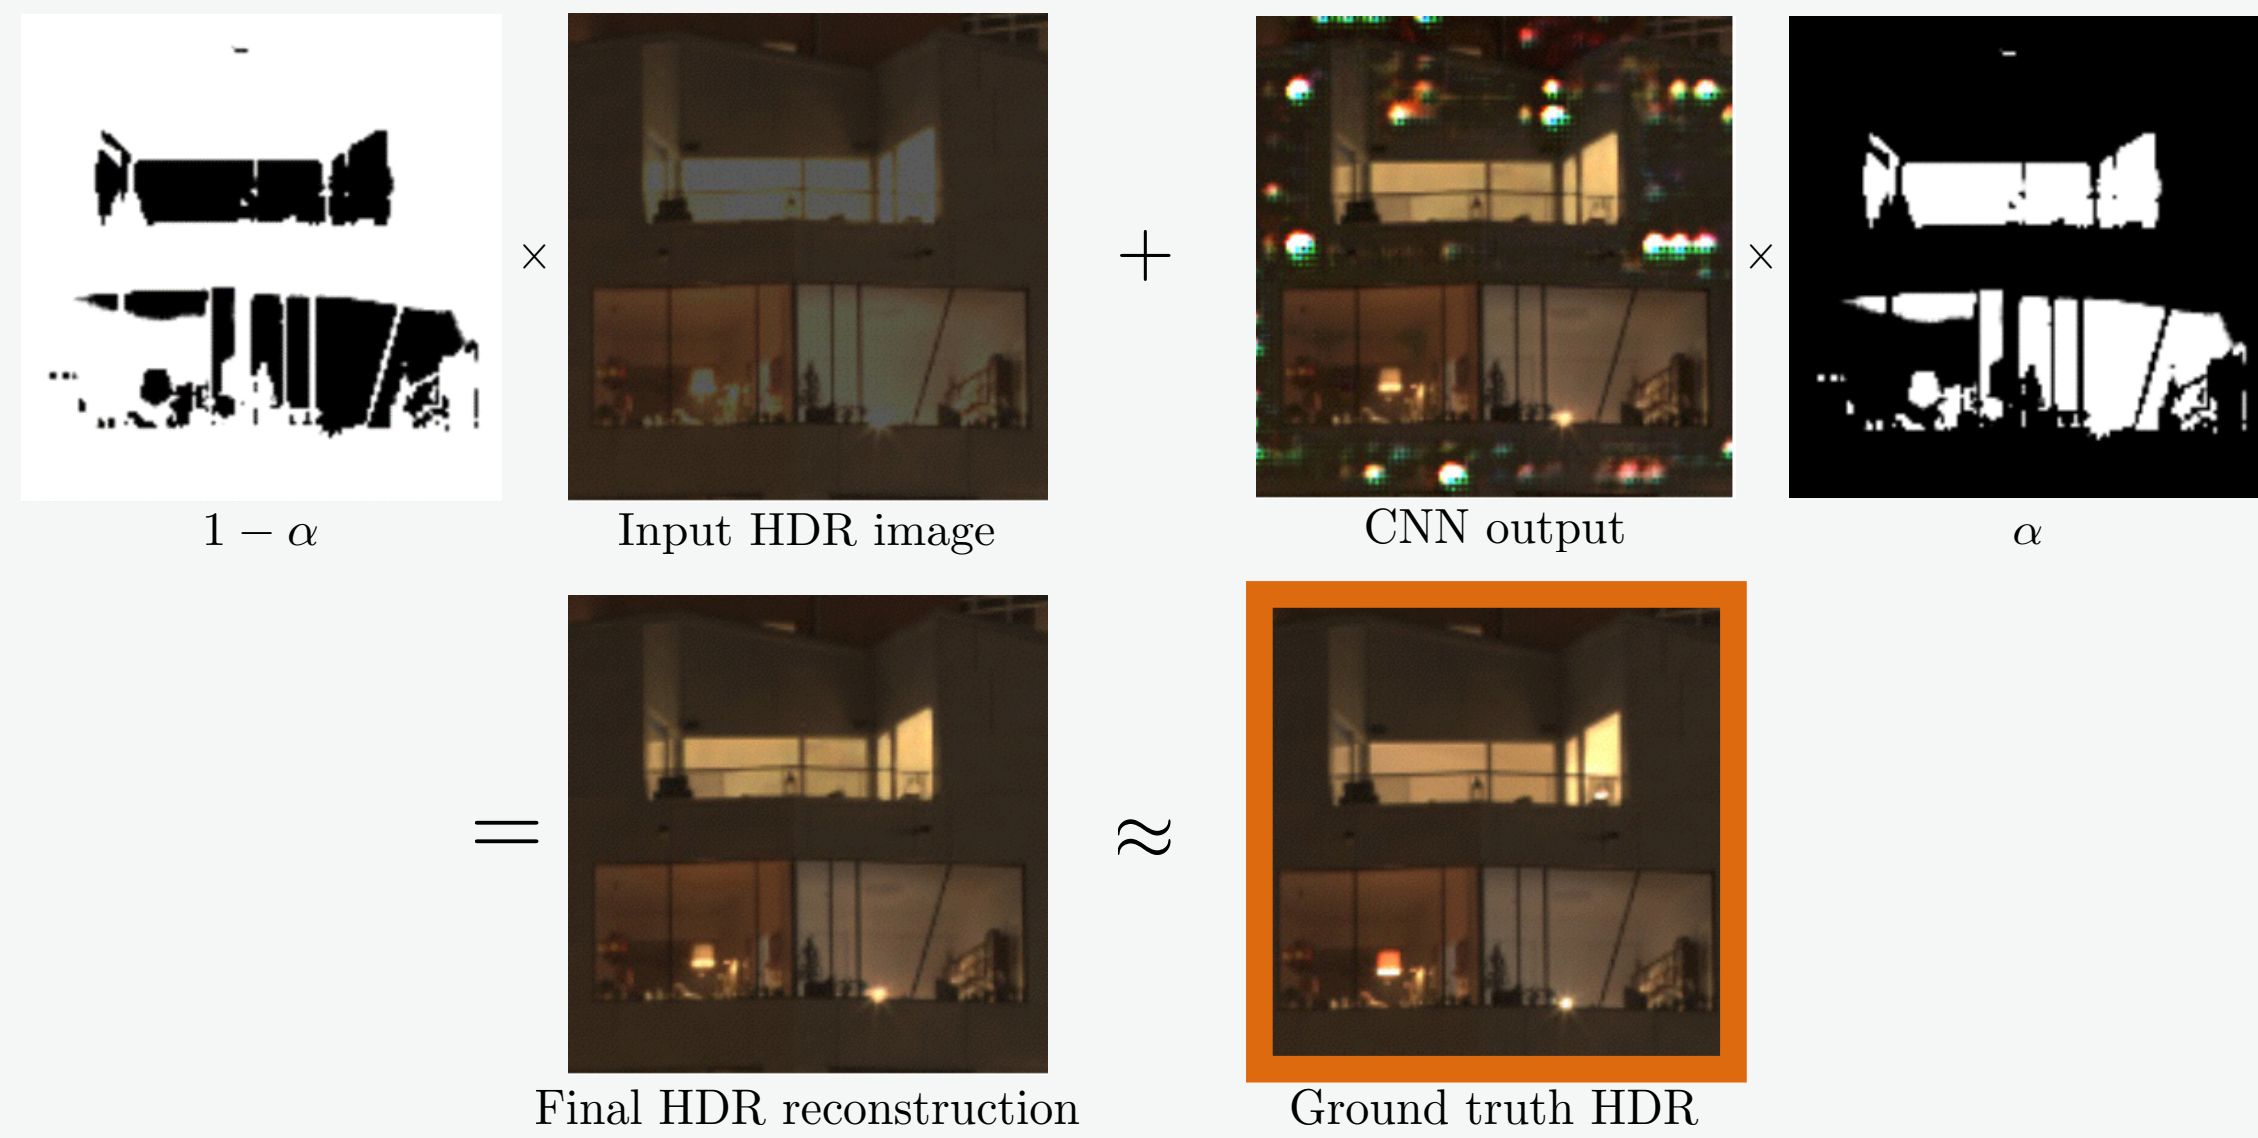 × + ×
1 − α
Input HDR image
CNN output
α
= ≈
Final HDR reconstruction
Ground truth HDR